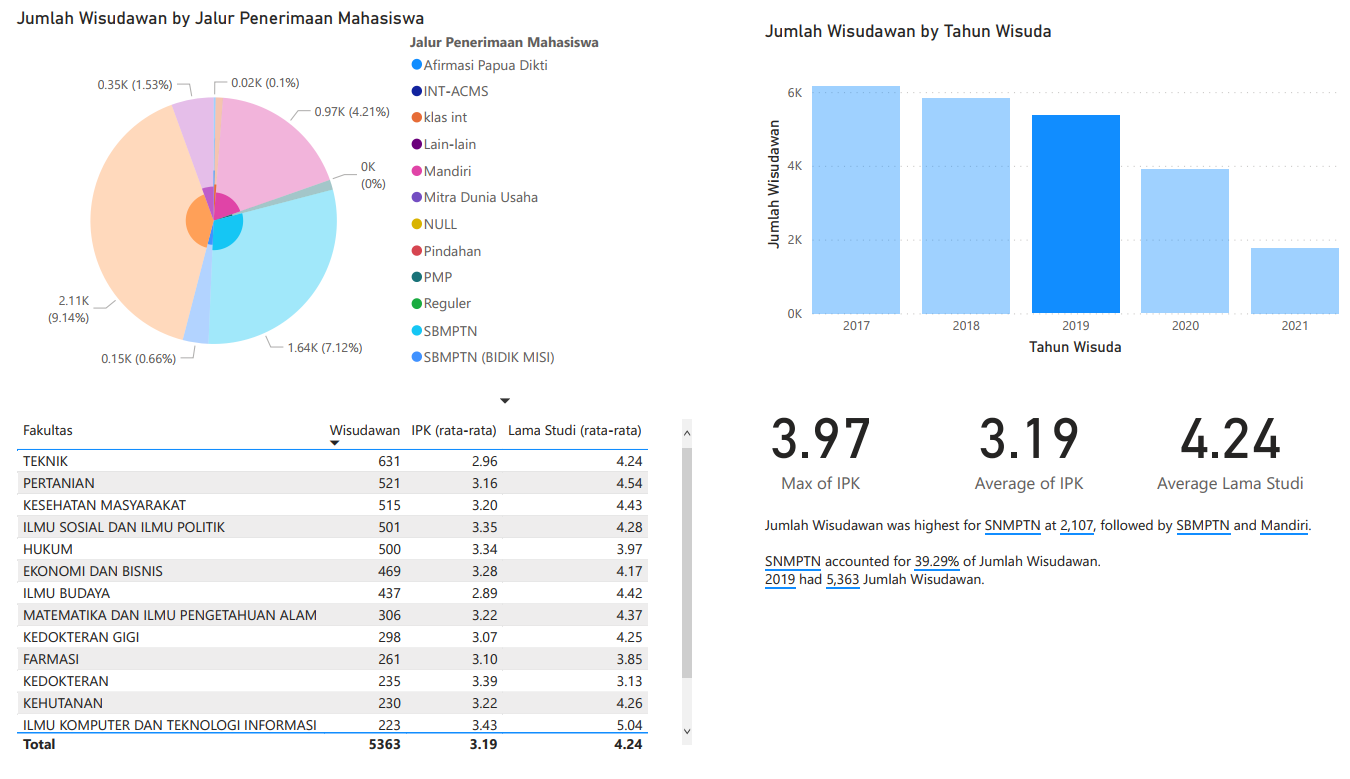 Jumlah Wisudawan by Jalur Penerimaan Mahasiswa
0.35K (1.53%)
0.02K (0.1%)
0.97K (4.21%)
0K
(0%)
2.11K
(9.14%)
0.15K (0.66%)
1.64K (7.12%)
Jalur Penerimaan Mahasiswa
Afirmasi Papua Dikti
INT-ACMS
klas int
Lain-lain
Mandiri
Mitra Dunia Usaha
NULL
Pindahan
PMP
Reguler
SBMPTN
SBMPTN (BIDIK MISI)
Jumlah Wisudawan by Tahun Wisuda
Jumlah Wisudawan
6K
4K
2K
0K
2017 2018 2019 2020 2021
Tahun Wisuda
Fakultas Wisudawan IPK (rata-rata) Lama Studi (rata-rata)
TEKNIK 631 2.96 4.24
PERTANIAN 521 3.16 4.54
KESEHATAN MASYARAKAT 515 3.20 4.43
ILMU SOSIAL DAN ILMU POLITIK 501 3.35 4.28
HUKUM 500 3.34 3.97
EKONOMI DAN BISNIS 469 3.28 4.17
ILMU BUDAYA 437 2.89 4.42
MATEMATIKA DAN ILMU PENGETAHUAN ALAM 306 3.22 4.37
KEDOKTERAN GIGI 298 3.07 4.25
FARMASI 261 3.10 3.85
KEDOKTERAN 235 3.39 3.13
KEHUTANAN 230 3.22 4.26
ILMU KOMPUTER DAN TEKNOLOGI INFORMASI 223 3.43 5.04
Total 5363 3.19 4.24
3.97 3.19 4.24
Max of IPK Average of IPK Average Lama Studi
Jumlah Wisudawan was highest for SNMPTN at 2,107, followed by SBMPTN and Mandiri.
SNMPTN accounted for 39.29% of Jumlah Wisudawan.
2019 had 5,363 Jumlah Wisudawan.